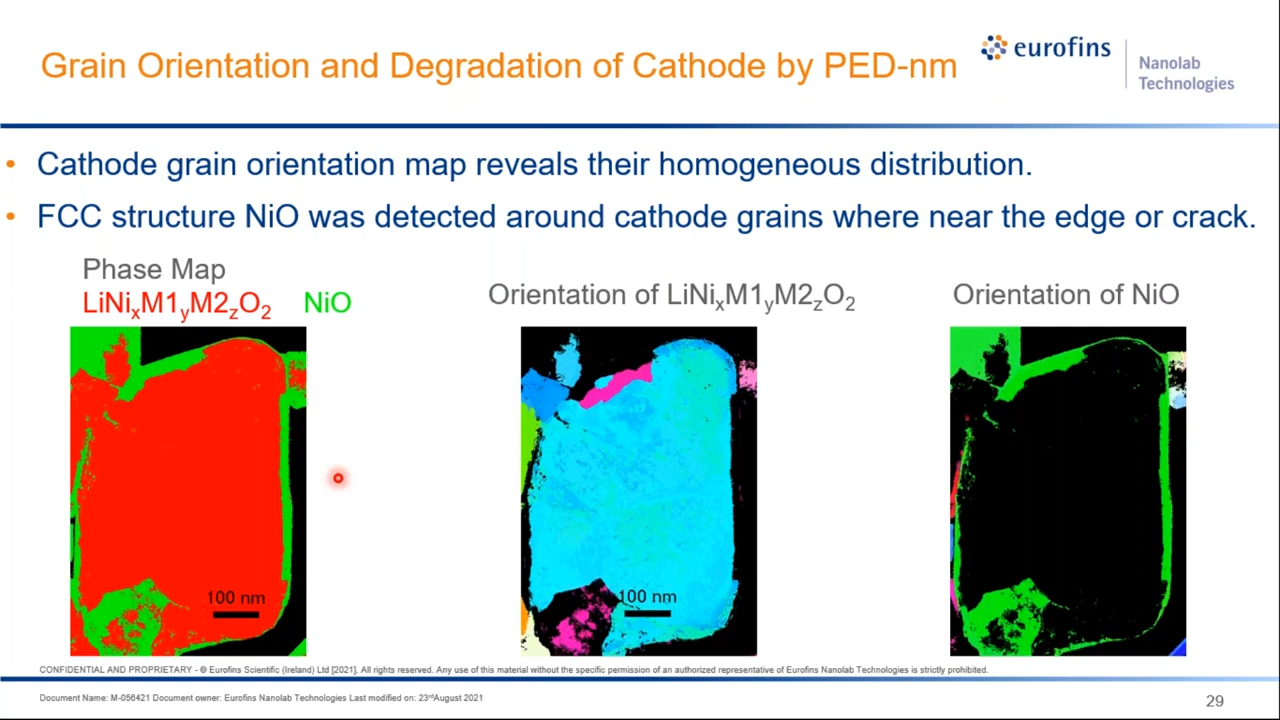 Grain Orientation and Degradation of Cathode by PED-nm
eurofins
Nanolab
Technologies
• Cathode grain orientation map reveals their homogeneous distribution.
• FCC structure NiO was detected around cathode grains where near the edge or crack.
Phase Map
LiNiₓM1ᵧM2zO₂ NiO
Orientation of LiNiₓM1ᵧM2zO₂
Orientation of NiO
100 nm
100 nm
CONFIDENTIAL AND PROPRIETARY - © Eurofins Scientific (Ireland) Ltd [2021]. All rights reserved. Any use of this material without the specific permission of an authorized representative of Eurofins Nanolab Technologies is strictly prohibited.
Document Name: M-056421 Document owner: Eurofins Nanolab Technologies Last modified on: 23ʳᵈAugust 2021
29